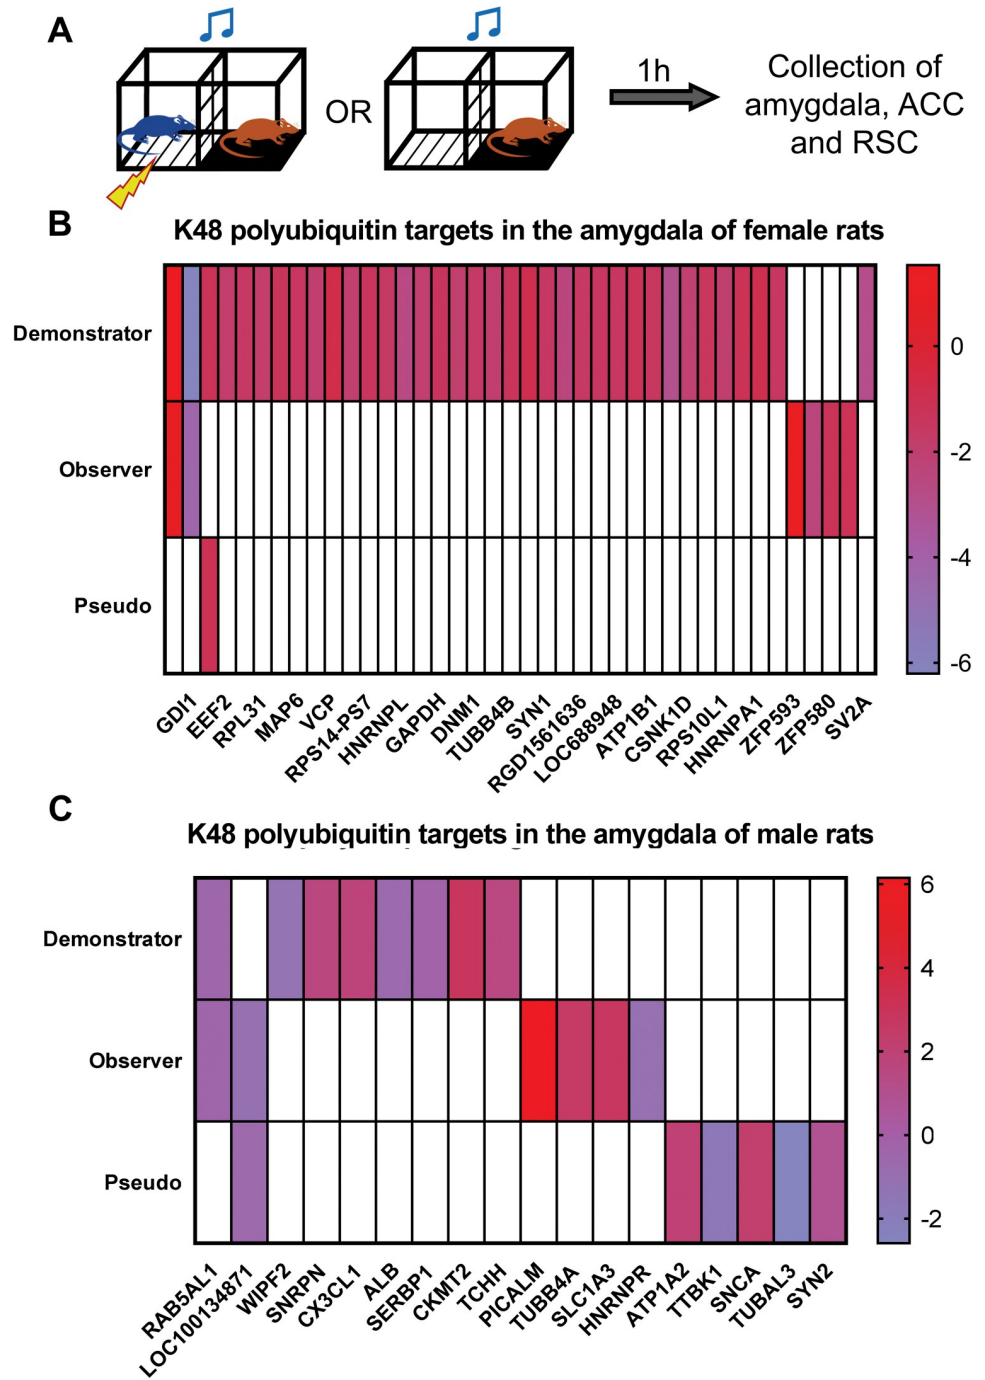 A
OR
1h
Collection of
amygdala, ACC
and RSC
B
K48 polyubiquitin targets in the amygdala of female rats
Demonstrator
Observer
Pseudo
0
-2
-4
-6
GDI1
EEF2
RPL31
MAP6
VCP
RPS14-PS7
HNRNPL
GAPDH
DNM1
TUBB4B
SYN1
RGD1561636
LOC688948
ATP1B1
CSNK1D
RPS10L1
HNRNPA1
ZFP593
ZFP580
SV2A
C
K48 polyubiquitin targets in the amygdala of male rats
Demonstrator
Observer
Pseudo
6
4
2
0
-2
RAB5AL1
LOC100134871
WIPF2
SNRPN
CX3CL1
ALB
SERBP1
CKMT2
TCHH
PICALM
TUBB4A
SLC1A3
HNRNPR
ATP1A2
TTBK1
SNCA
TUBAL3
SYN2